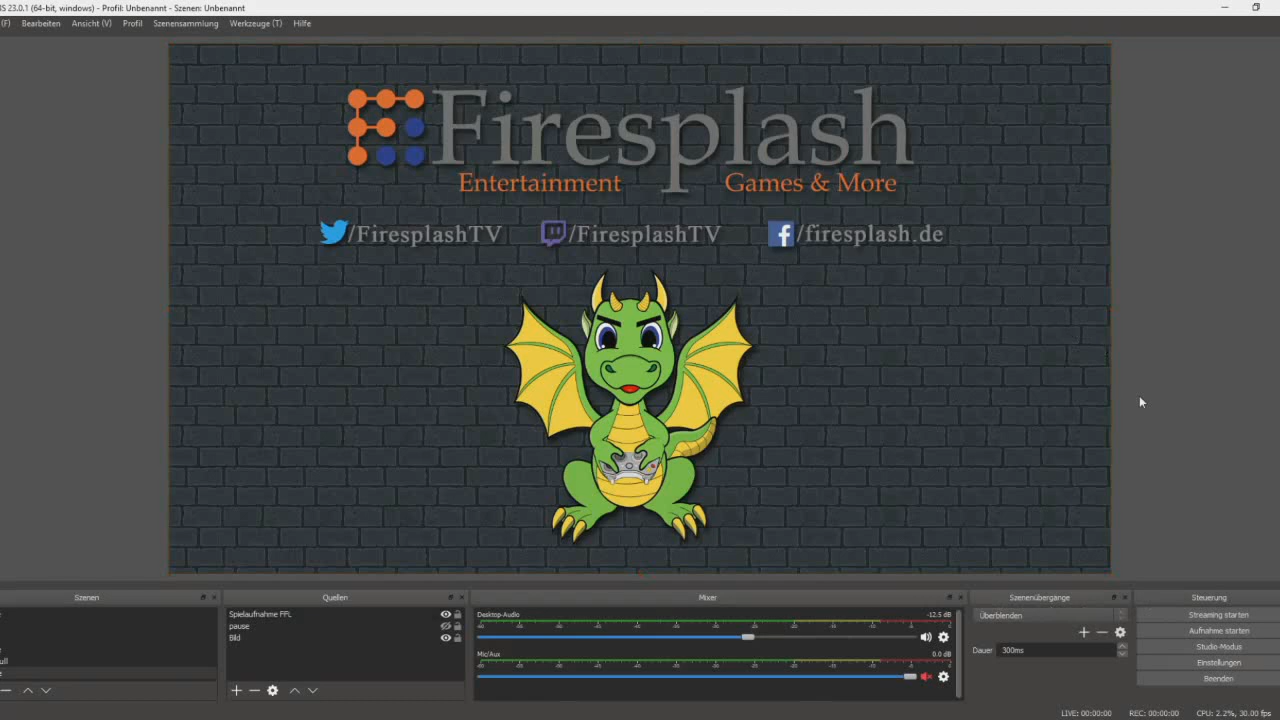 S 23.0.1 (64-bit, windows) - Profil: Unbenannt - Szenen: Unbenannt
(F) Bearbeiten Ansicht (V) Profil Szenensammlung Werkzeuge (T) Hilfe
Firesplash
Entertainment Games & More
/FiresplashTV /FiresplashTV /firesplash.de
Szenen Quellen Mixer Szenenübergänge Steuerung
Spielaufnahme FFL Desktop-Audio -12.5 dB Überblenden Streaming starten
pause Aufnahme starten
Bild Studio-Modus
Mic/Aux 0.0 dB Dauer 300ms
ull Einstellungen
Beenden
LIVE: 00:00:00 REC: 00:00:00 CPU: 2.2%, 30.00 fps